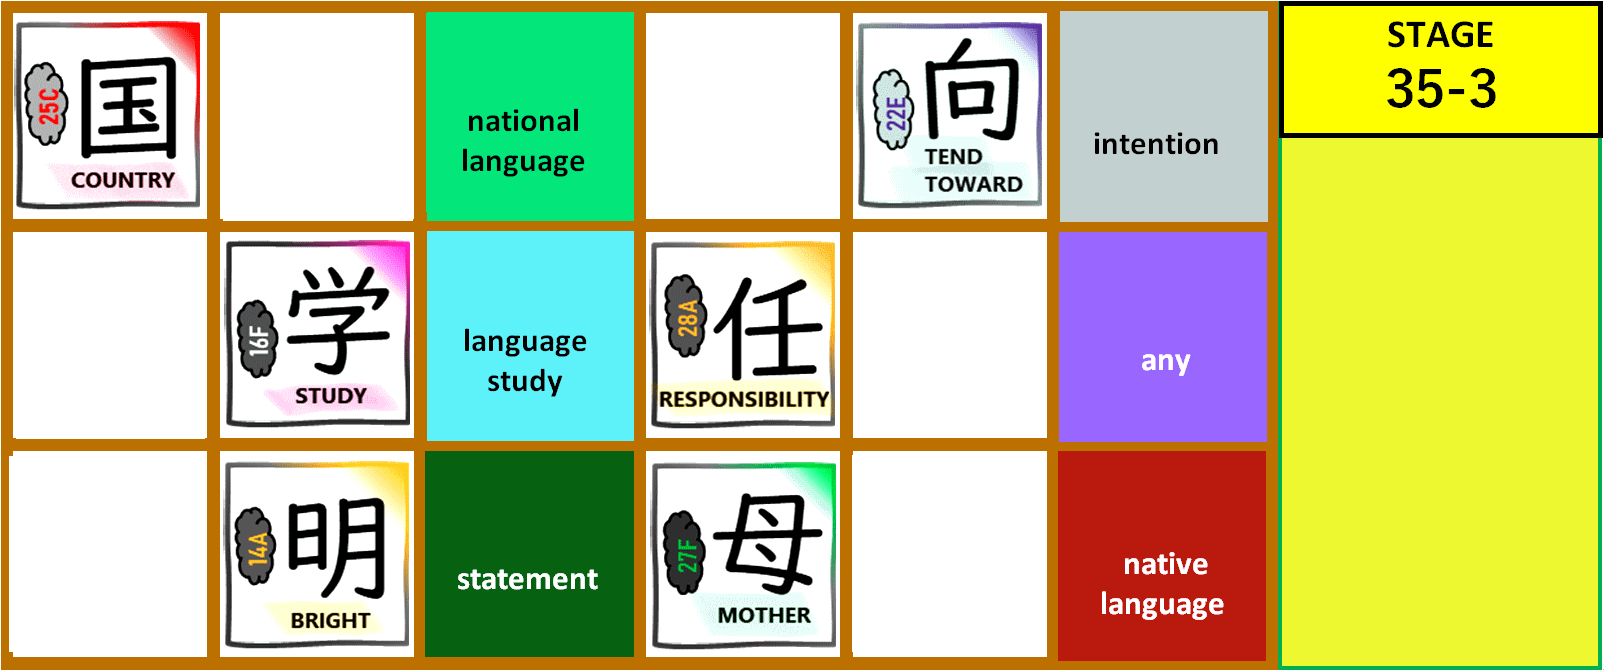 25C
国
COUNTRY
national
language
22E
向
TEND
TOWARD
intention
STAGE
35-3
16F
学
STUDY
language
study
28A
任
RESPONSIBILITY
any
14A
明
BRIGHT
statement
27F
母
MOTHER
native
language